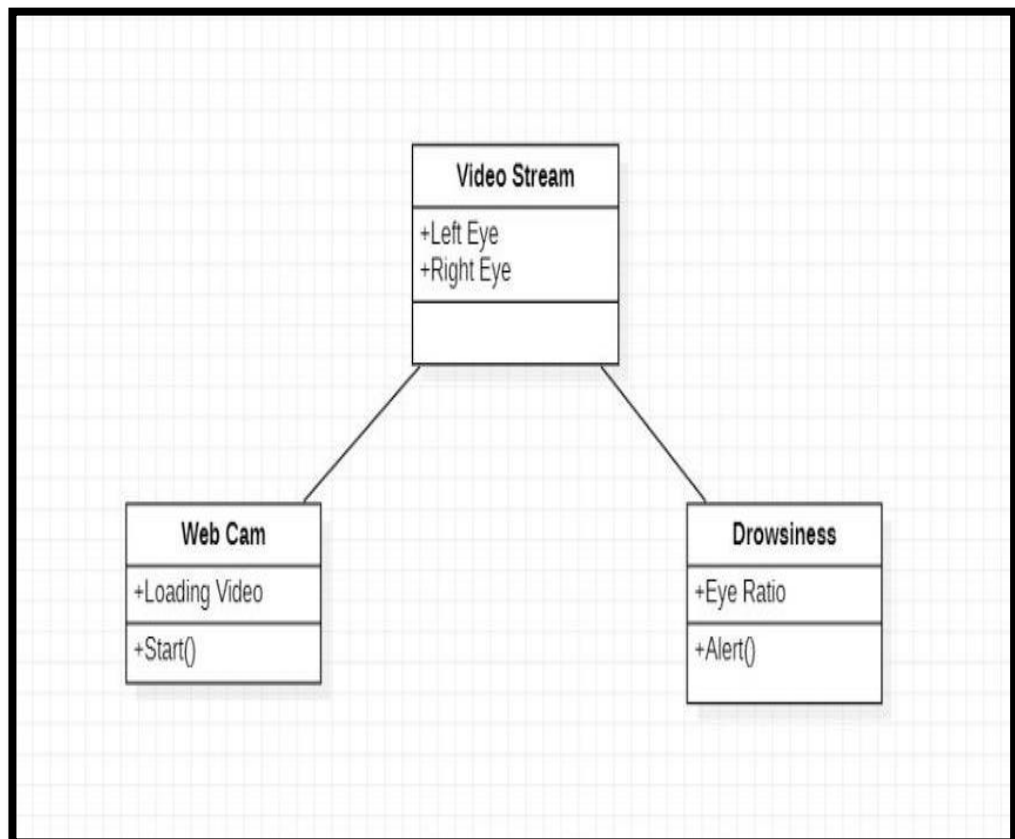 Video Stream
+Left Eye
+Right Eye
Web Cam
+Loading Video
+Start()
Drowsiness
+Eye Ratio
+Alert()